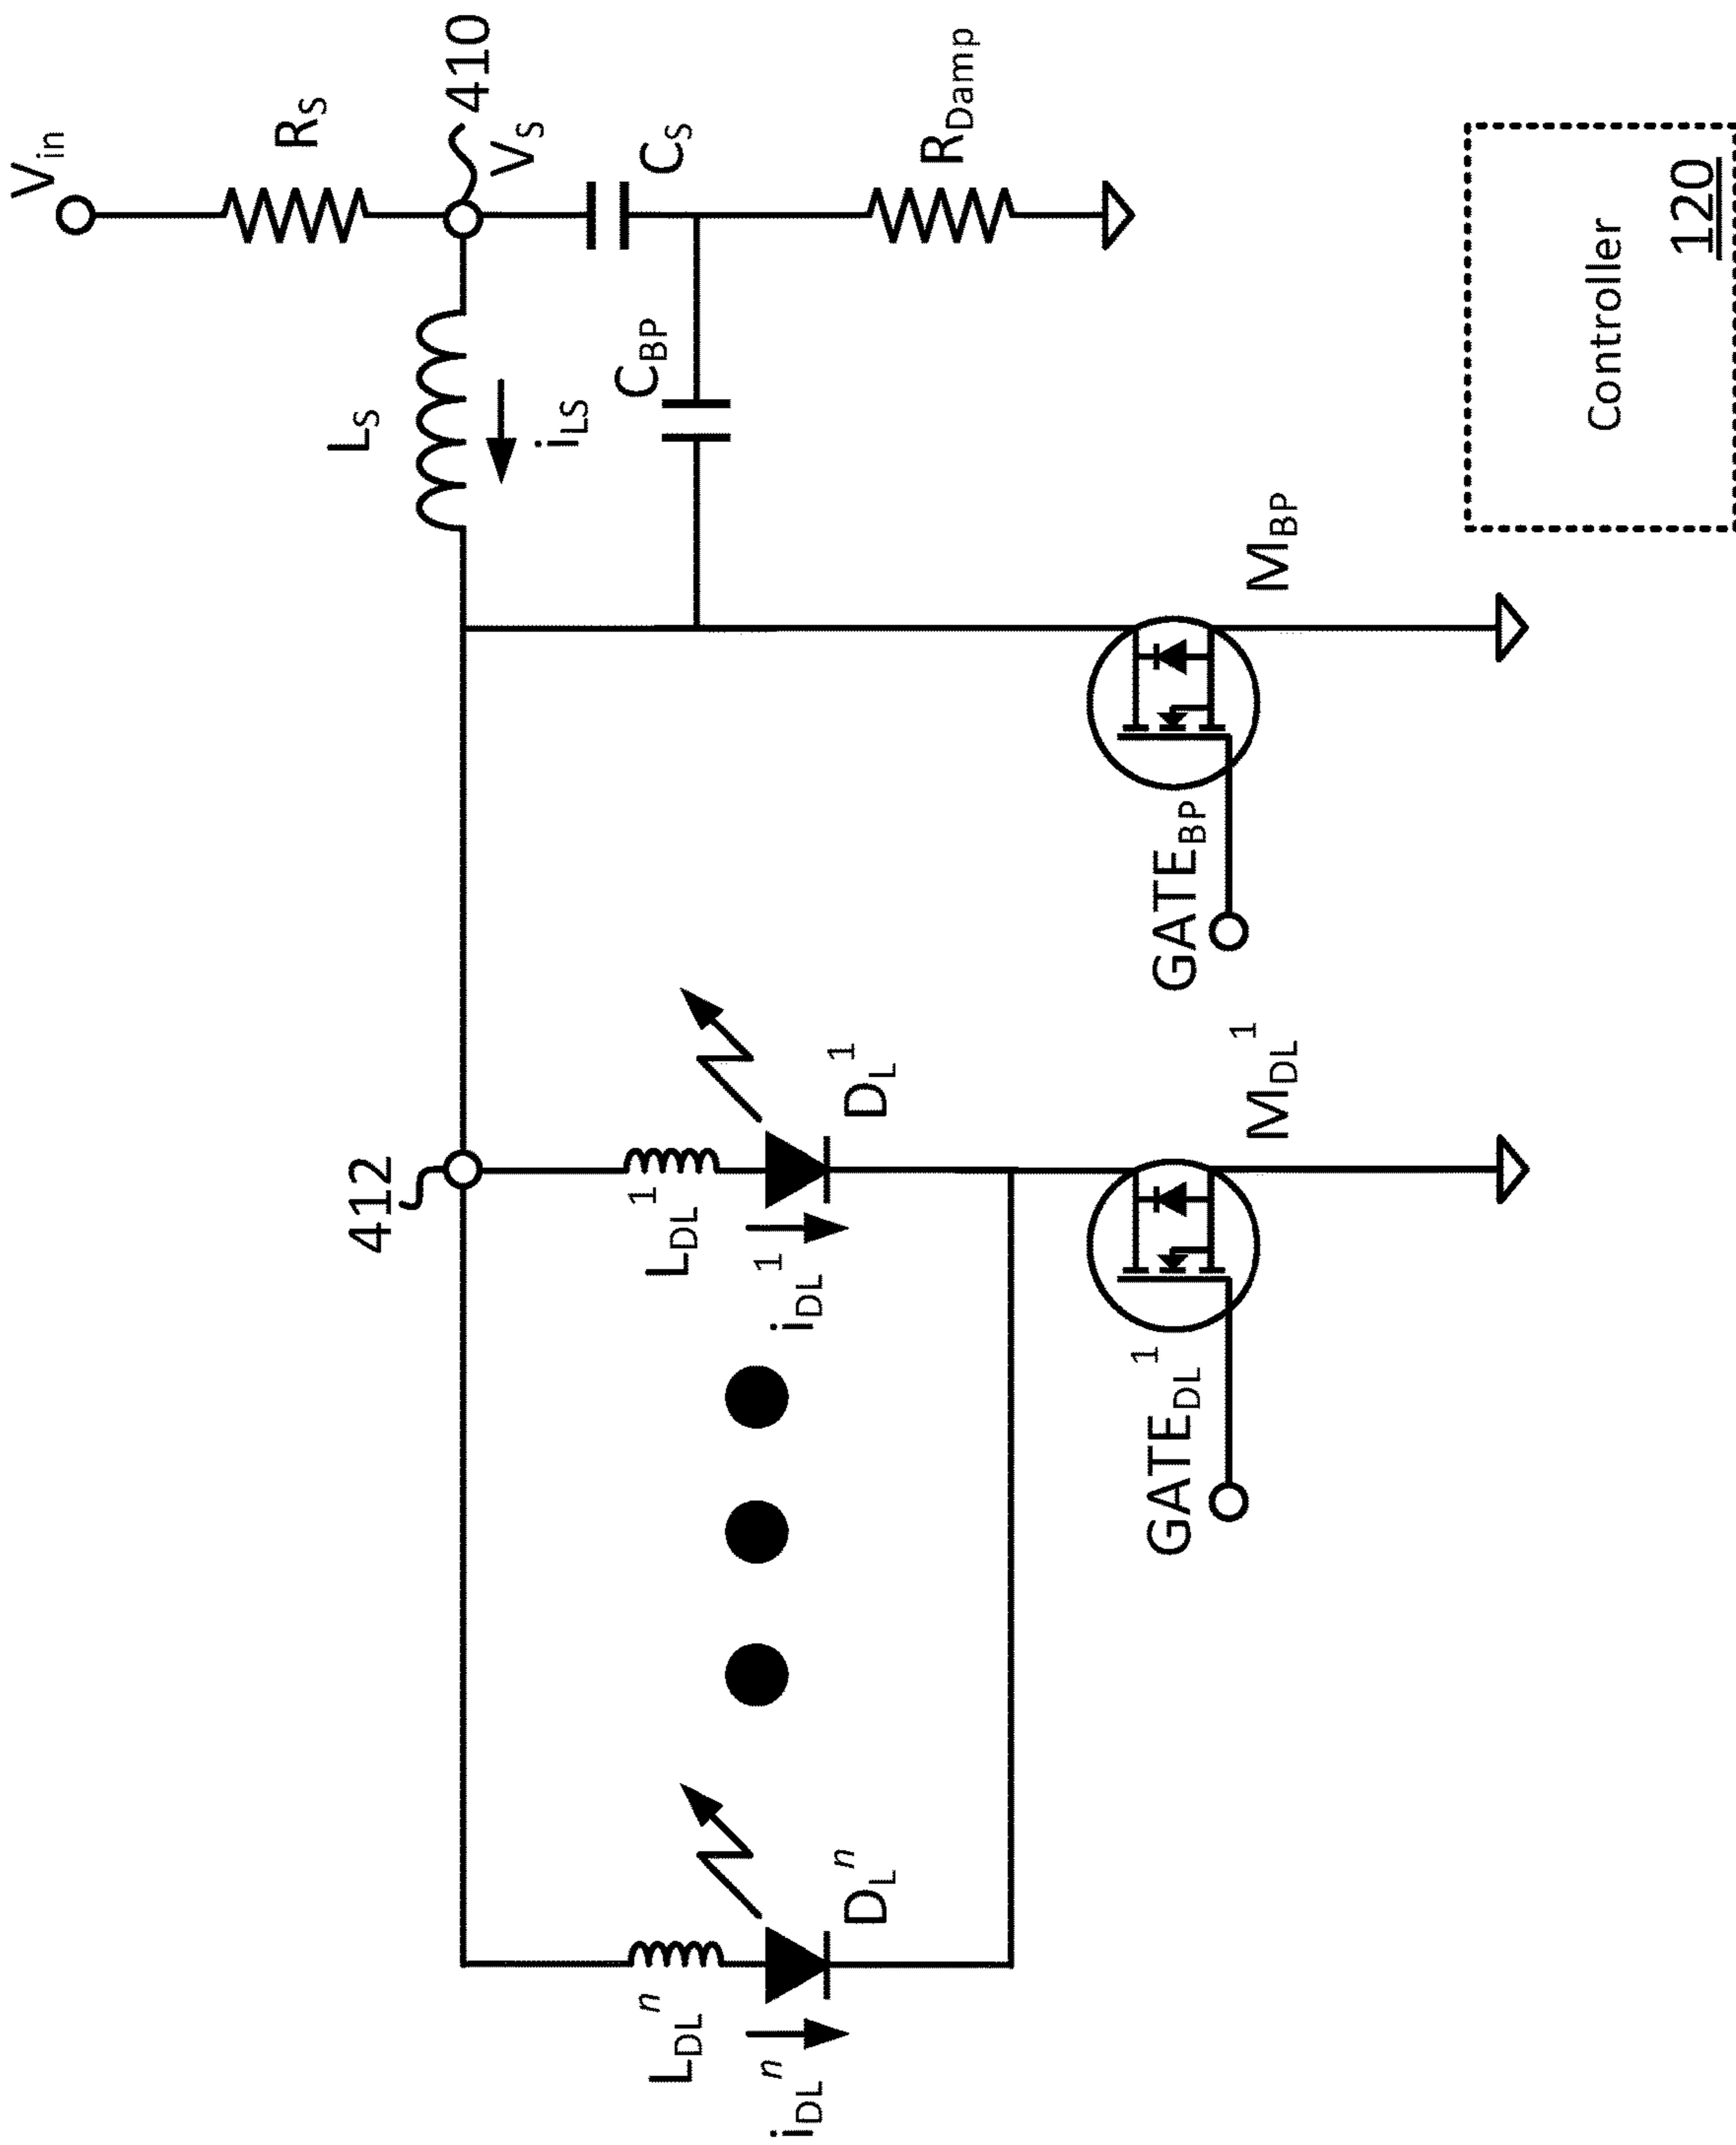 V_in
R_S
410
V_S
L_S
i_LS
C_S
C_BP
R_Damp
412
L_DL^n
i_DL^n
D_L^n
L_DL^1
i_DL^1
D_L^1
GATE_DL^1
M_DL^1
GATE_BP
M_BP
Controller
120